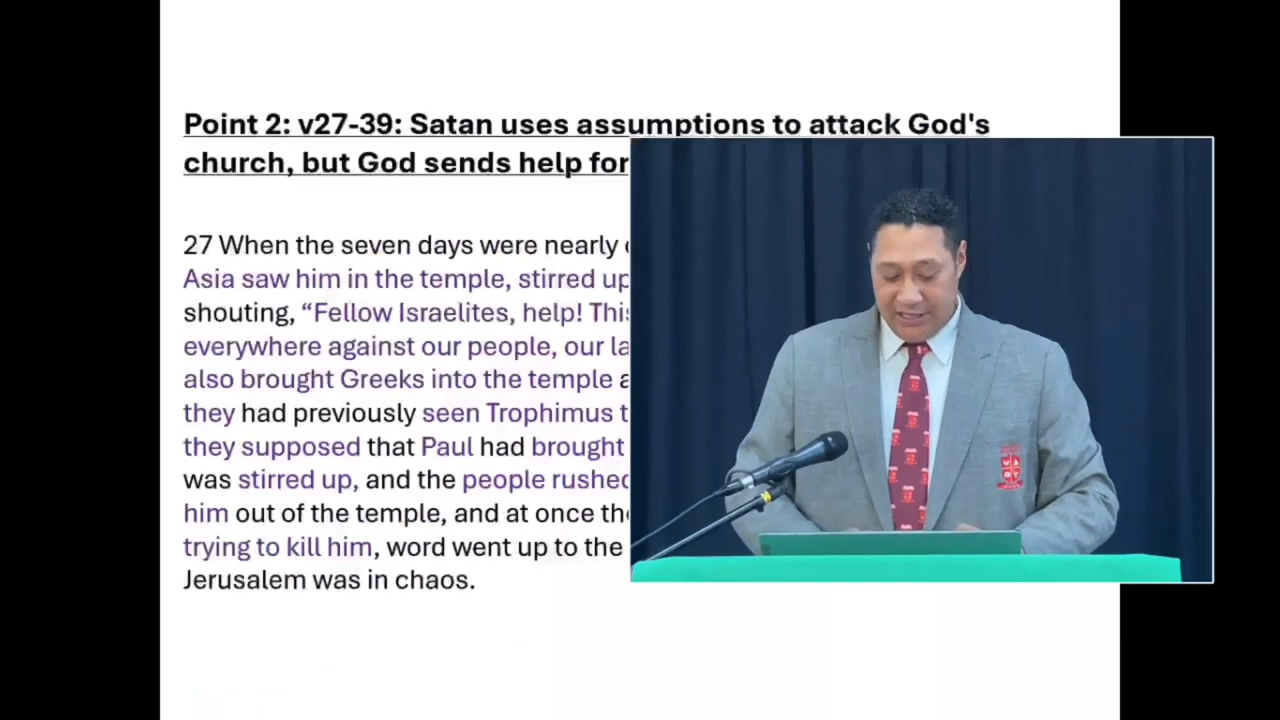 Point 2: v27-39: Satan uses assumptions to attack God's
church, but God sends help for
27 When the seven days were nearly
Asia saw him in the temple, stirred up
shouting, “Fellow Israelites, help!
everywhere against our people, our
also brought Greeks into the temple
they had previously seen Trophimus
they supposed that Paul had brought
was stirred up, and the people rushed
him out of the temple, and at once
trying to kill him, word went up to the
Jerusalem was in chaos.